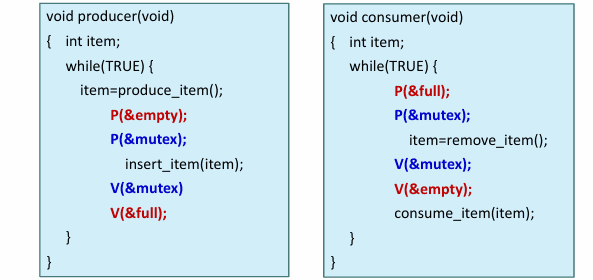 void producer(void)
{ int item;
while(TRUE) {
item=produce_item();
P(&empty);
P(&mutex);
insert_item(item);
V(&mutex)
V(&full);
}
}
void consumer(void)
{ int item;
while(TRUE) {
P(&full);
P(&mutex);
item=remove_item();
V(&mutex);
V(&empty);
consume_item(item);
}
}